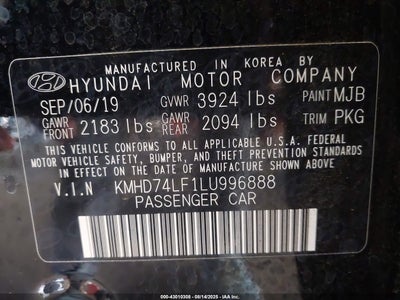 MANUFACTURED IN KOREA BY
HYUNDAI MOTOR COMPANY
SEP/06/19 GVWR 3924 lbs PAINT MJB
GAWR FRONT 2183 lbs GAWR REAR 2094 lbs TRIM PKG
THIS VEHICLE CONFORMS TO ALL APPLICABLE U.S.A. FEDERAL
MOTOR VEHICLE SAFETY, BUMPER, AND THEFT PREVENTION STANDARDS
IN EFFECT ON THE DATE OF MANUFACTURE SHOWN ABOVE.
V.I.N KMHD74LF1LU996888
PASSENGER CAR
000-43010308 - 08/14/2025 - IAAI.COM